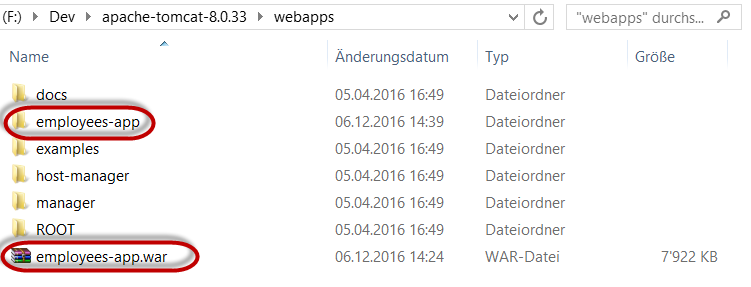 (F:) Dev apache-tomcat-8.0.33 webapps "webapps" durchs...
Name Änderungsdatum Typ Größe
docs 05.04.2016 16:49 Dateiordner
employees-app 06.12.2016 14:39 Dateiordner
examples 05.04.2016 16:49 Dateiordner
host-manager 05.04.2016 16:49 Dateiordner
manager 05.04.2016 16:49 Dateiordner
ROOT 05.04.2016 16:49 Dateiordner
employees-app.war 06.12.2016 14:24 WAR-Datei 7'922 KB